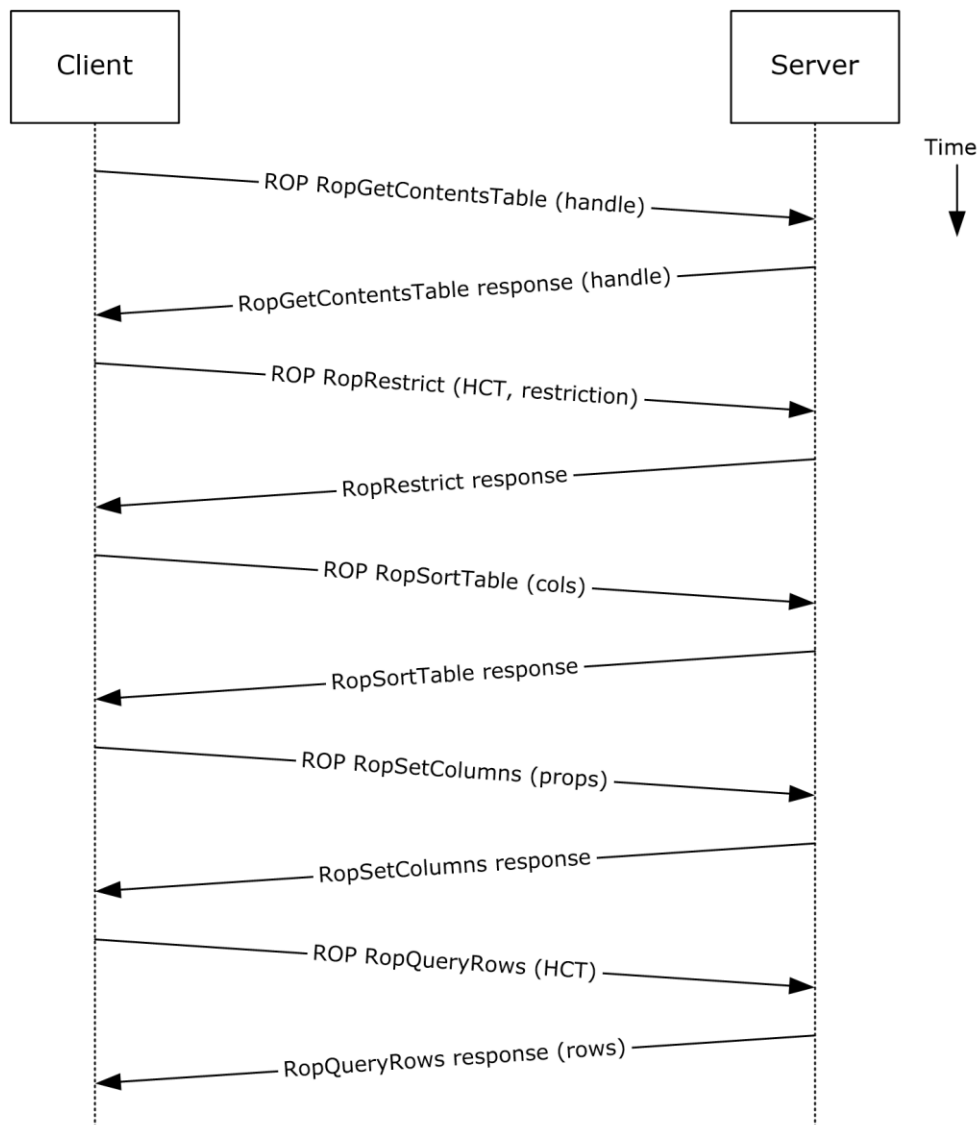 Client
Server
Time
ROP RopGetContentsTable (handle)
RopGetContentsTable response (handle)
ROP RopRestrict (HCT, restriction)
RopRestrict response
ROP RopSortTable (cols)
RopSortTable response
ROP RopSetColumns (props)
RopSetColumns response
ROP RopQueryRows (HCT)
RopQueryRows response (rows)